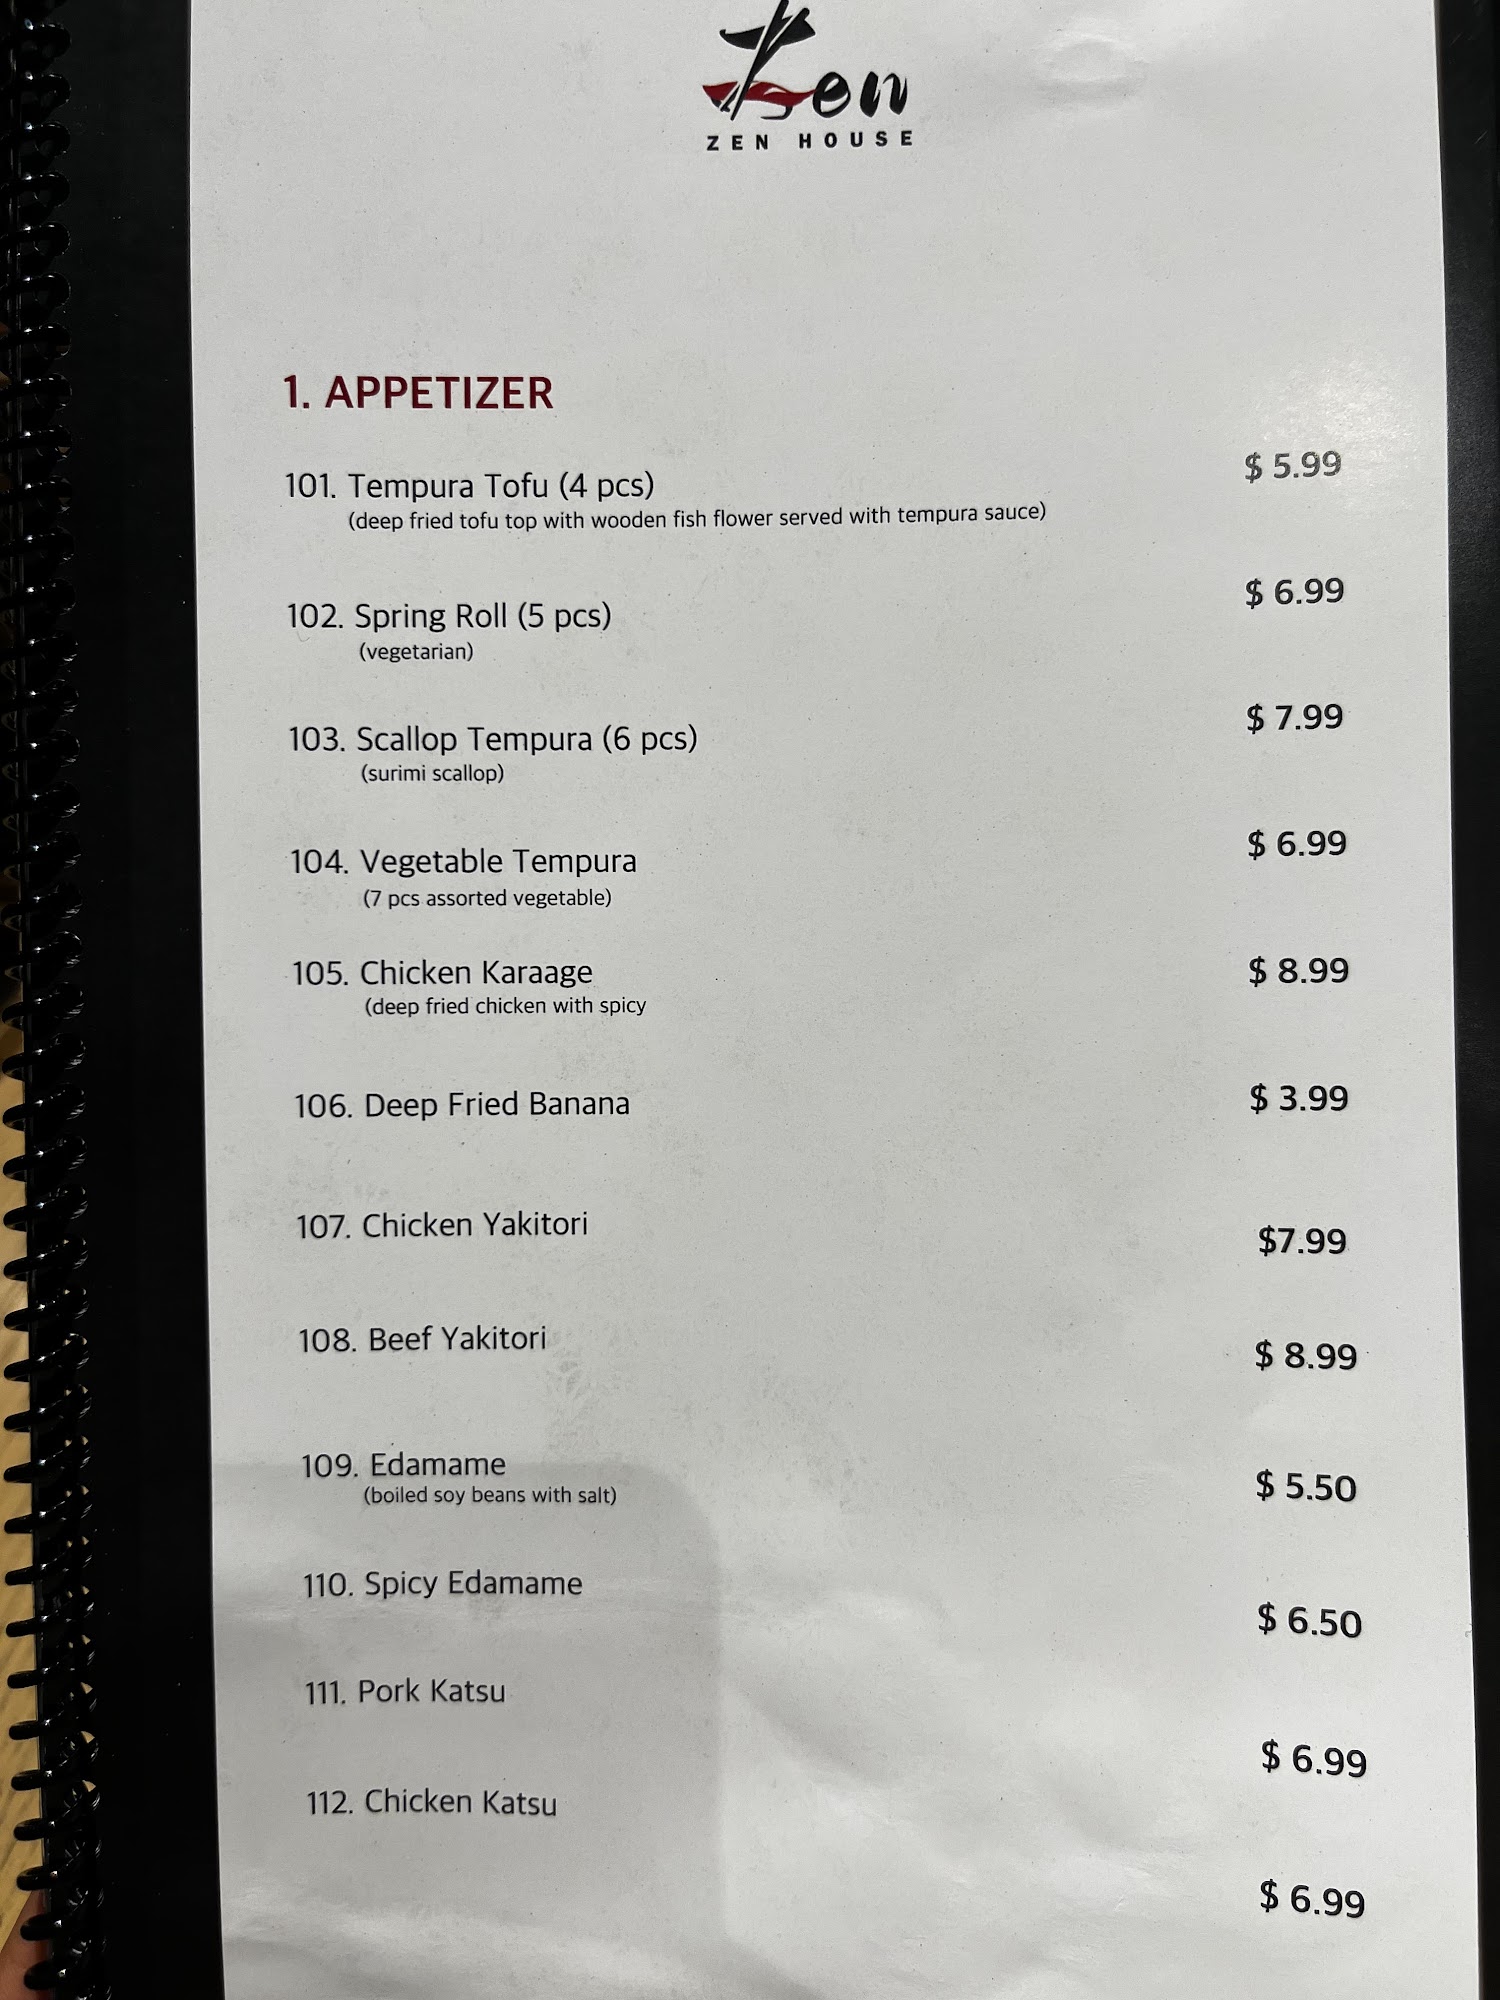 Zen
ZEN HOUSE
1. APPETIZER
101. Tempura Tofu (4 pcs) $ 5.99
(deep fried tofu top with wooden fish flower served with tempura sauce)
102. Spring Roll (5 pcs) $ 6.99
(vegetarian)
103. Scallop Tempura (6 pcs) $ 7.99
(surimi scallop)
104. Vegetable Tempura $ 6.99
(7 pcs assorted vegetable)
105. Chicken Karaage $ 8.99
(deep fried chicken with spicy
106. Deep Fried Banana $ 3.99
107. Chicken Yakitori $7.99
108. Beef Yakitori $ 8.99
109. Edamame $ 5.50
(boiled soy beans with salt)
110. Spicy Edamame $ 6.50
111. Pork Katsu $ 6.99
112. Chicken Katsu $ 6.99